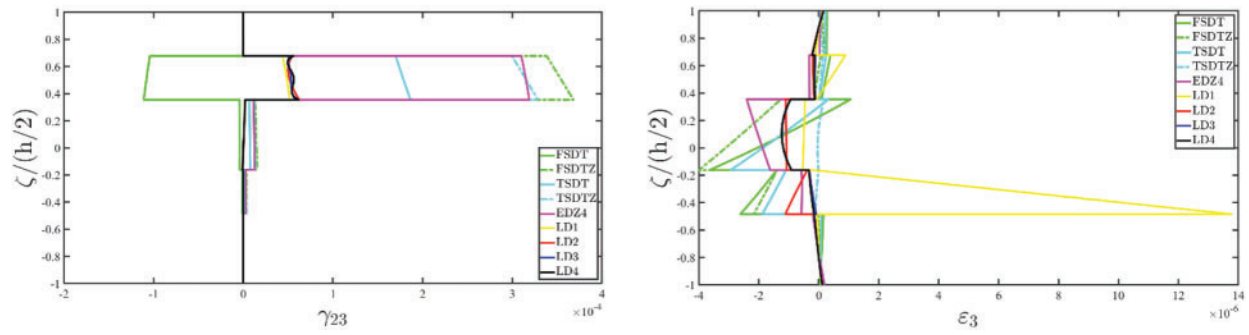 1
0.8
0.6
0.4
0.2
0
-0.2
-0.4
-0.6
-0.8
-1
ζ/(h/2)
FSDT
FSDTZ
TSDT
TSDTZ
EDZ4
LD1
LD2
LD3
LD4
-2 -1 0 1 2 3 4
×10⁻⁴
γ₂₃
1
0.8
0.6
0.4
0.2
0
-0.2
-0.4
-0.6
-0.8
-1
ζ/(h/2)
FSDT
FSDTZ
TSDT
TSDTZ
EDZ4
LD1
LD2
LD3
LD4
-4 -2 0 2 4 6 8 10 12 14
×10⁻⁶
ε₃